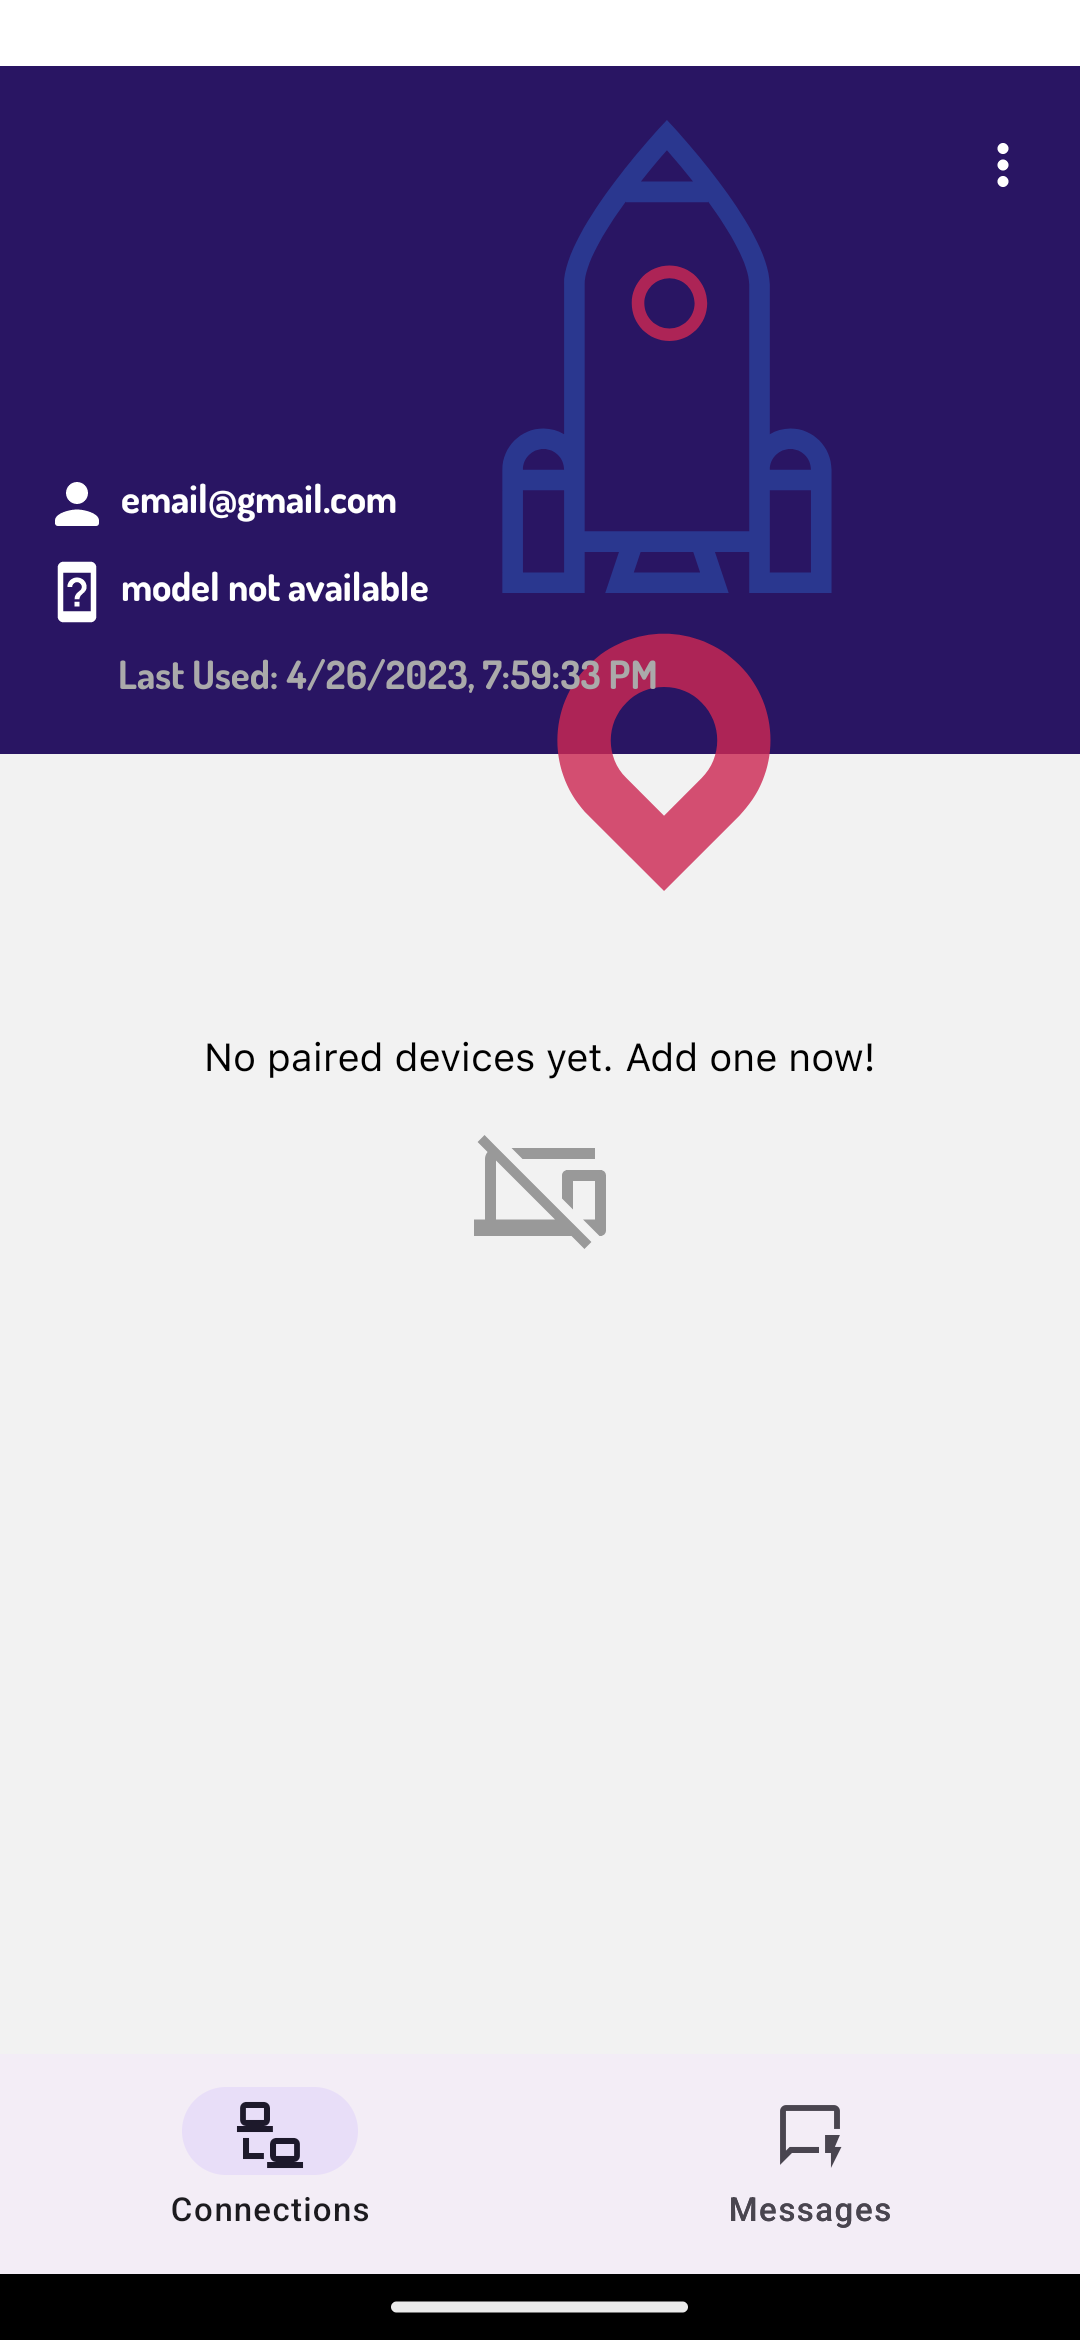 email@gmail.com
model not available
Last Used: 4/26/2023, 7:59:33 PM
No paired devices yet. Add one now!
Connections
Messages